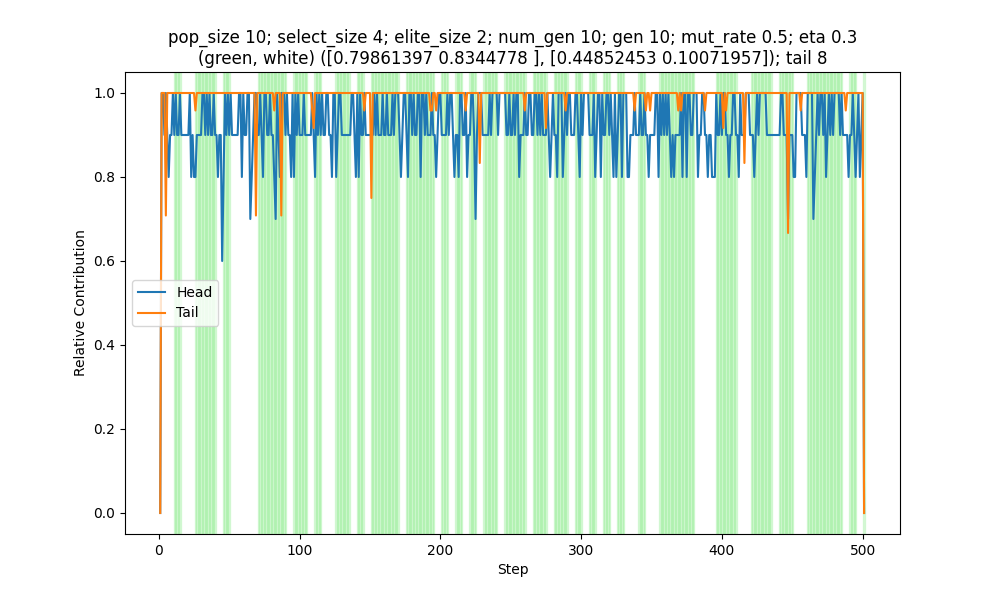 pop_size 10; select_size 4; elite_size 2; num_gen 10; gen 10; mut_rate 0.5; eta 0.3
(green, white) ([0.79861397 0.8344778 ], [0.44852453 0.10071957]); tail 8
1.0
0.8
0.6
0.4
0.2
0.0
Relative Contribution
Head
Tail
0
100
200
300
400
500
Step